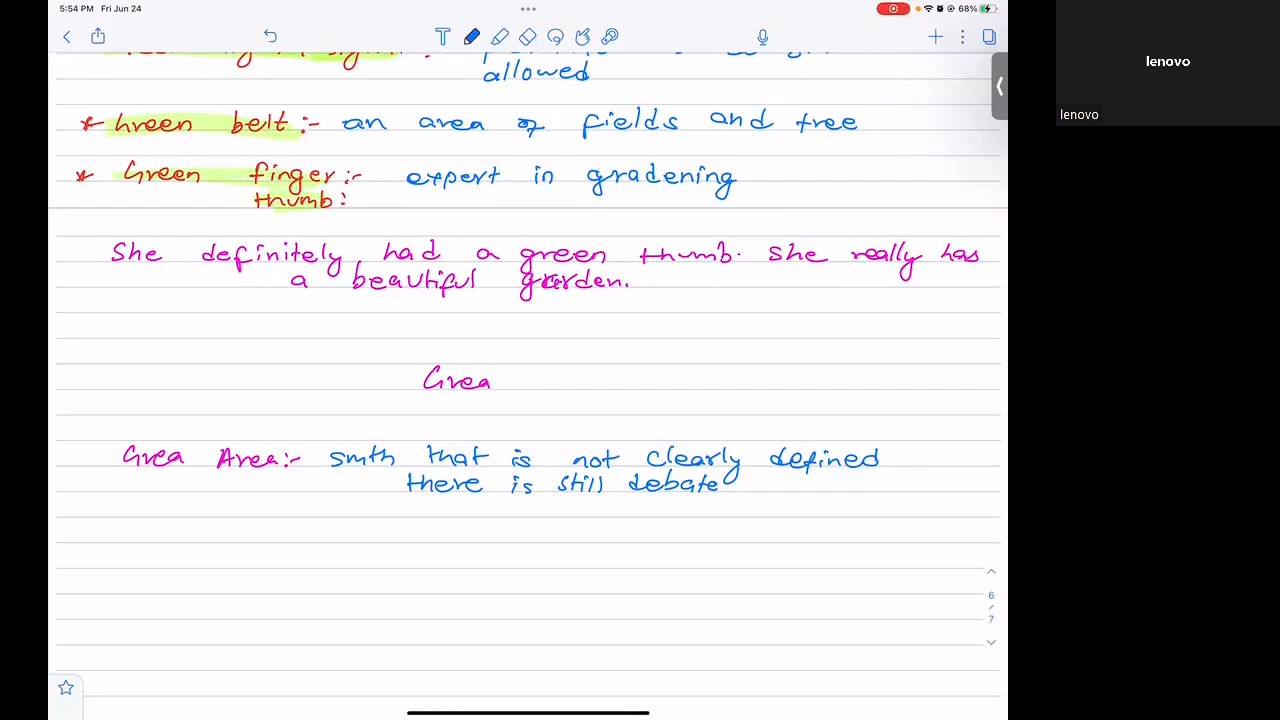 5:54 PM Fri Jun 24
68%
allowed
* Green belt :- an area of fields and tree
* Green finger :- expert in gradening
thumb :
She definitely had a green thumb. She really has
a beautiful garden.
Grea
Grea Area :- smth that is not clearly defined
there is still debate
6
/
7
lenovo
lenovo